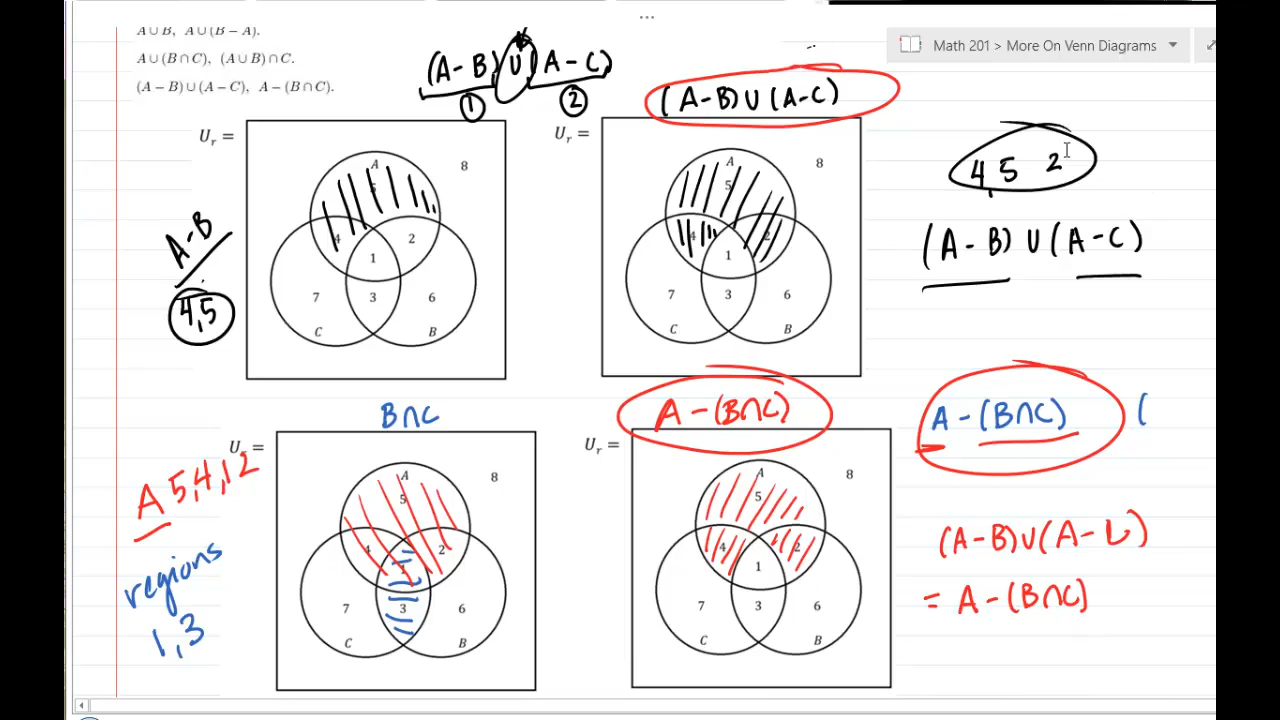 A ∪ B, A ∪ (B − A).
A ∪ (B ∩ C), (A ∪ B) ∩ C.
(A − B) ∪ (A − C), A − (B ∩ C).
(A-B) ∪ (A-C)
1 2
(A-B) ∪ (A-C)
Math 201 > More On Venn Diagrams
U_r =
A
8
5
4 2
1
7 3 6
C B
A-B
4,5
U_r =
A
8
5
4 2
1
7 3 6
C B
4,5 2
(A-B) ∪ (A-C)
B∩C
U_r =
A
8
5
4 2
3
7 6
C B
A 5,4,1 2
regions
1,3
A-(B∩C)
U_r =
A
8
5
4 2
1
7 3 6
C B
A-(B∩C) (
(A-B)∪(A-C)
= A-(B∩C)